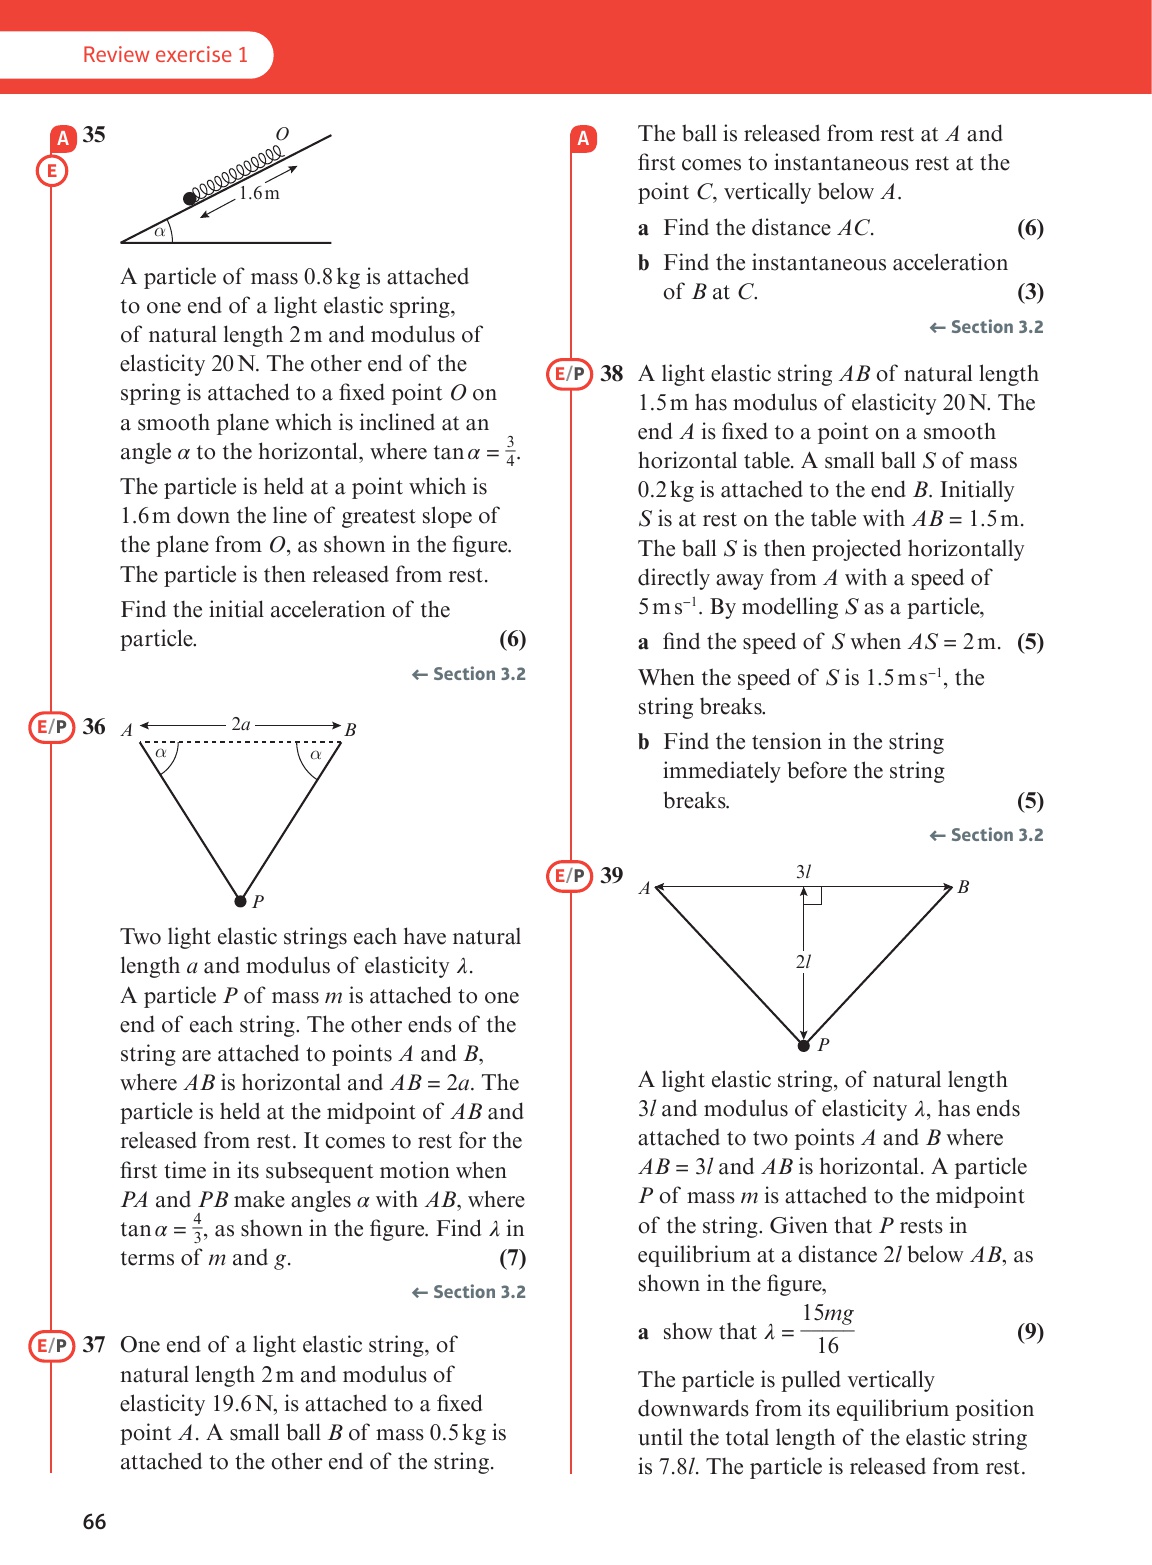 Review exercise 1
A
E
35
O
1.6 m
α
A particle of mass 0.8 kg is attached
to one end of a light elastic spring,
of natural length 2 m and modulus of
elasticity 20 N. The other end of the
spring is attached to a fixed point O on
a smooth plane which is inclined at an
angle α to the horizontal, where tan α = 3/4.
The particle is held at a point which is
1.6 m down the line of greatest slope of
the plane from O, as shown in the figure.
The particle is then released from rest.
Find the initial acceleration of the
particle. (6)
← Section 3.2
E/P 36
A 2a B
α α
P
Two light elastic strings each have natural
length a and modulus of elasticity λ.
A particle P of mass m is attached to one
end of each string. The other ends of the
string are attached to points A and B,
where AB is horizontal and AB = 2a. The
particle is held at the midpoint of AB and
released from rest. It comes to rest for the
first time in its subsequent motion when
PA and PB make angles α with AB, where
tan α = 4/3, as shown in the figure. Find λ in
terms of m and g. (7)
← Section 3.2
E/P 37 One end of a light elastic string, of
natural length 2 m and modulus of
elasticity 19.6 N, is attached to a fixed
point A. A small ball B of mass 0.5 kg is
attached to the other end of the string.
A
The ball is released from rest at A and
first comes to instantaneous rest at the
point C, vertically below A.
a Find the distance AC. (6)
b Find the instantaneous acceleration
of B at C. (3)
← Section 3.2
E/P 38 A light elastic string AB of natural length
1.5 m has modulus of elasticity 20 N. The
end A is fixed to a point on a smooth
horizontal table. A small ball S of mass
0.2 kg is attached to the end B. Initially
S is at rest on the table with AB = 1.5 m.
The ball S is then projected horizontally
directly away from A with a speed of
5 m s⁻¹. By modelling S as a particle,
a find the speed of S when AS = 2 m. (5)
When the speed of S is 1.5 m s⁻¹, the
string breaks.
b Find the tension in the string
immediately before the string
breaks. (5)
← Section 3.2
E/P 39
3l
A B
2l
P
A light elastic string, of natural length
3l and modulus of elasticity λ, has ends
attached to two points A and B where
AB = 3l and AB is horizontal. A particle
P of mass m is attached to the midpoint
of the string. Given that P rests in
equilibrium at a distance 2l below AB, as
shown in the figure,
a show that λ = 15mg/16 (9)
The particle is pulled vertically
downwards from its equilibrium position
until the total length of the elastic string
is 7.8l. The particle is released from rest.
66